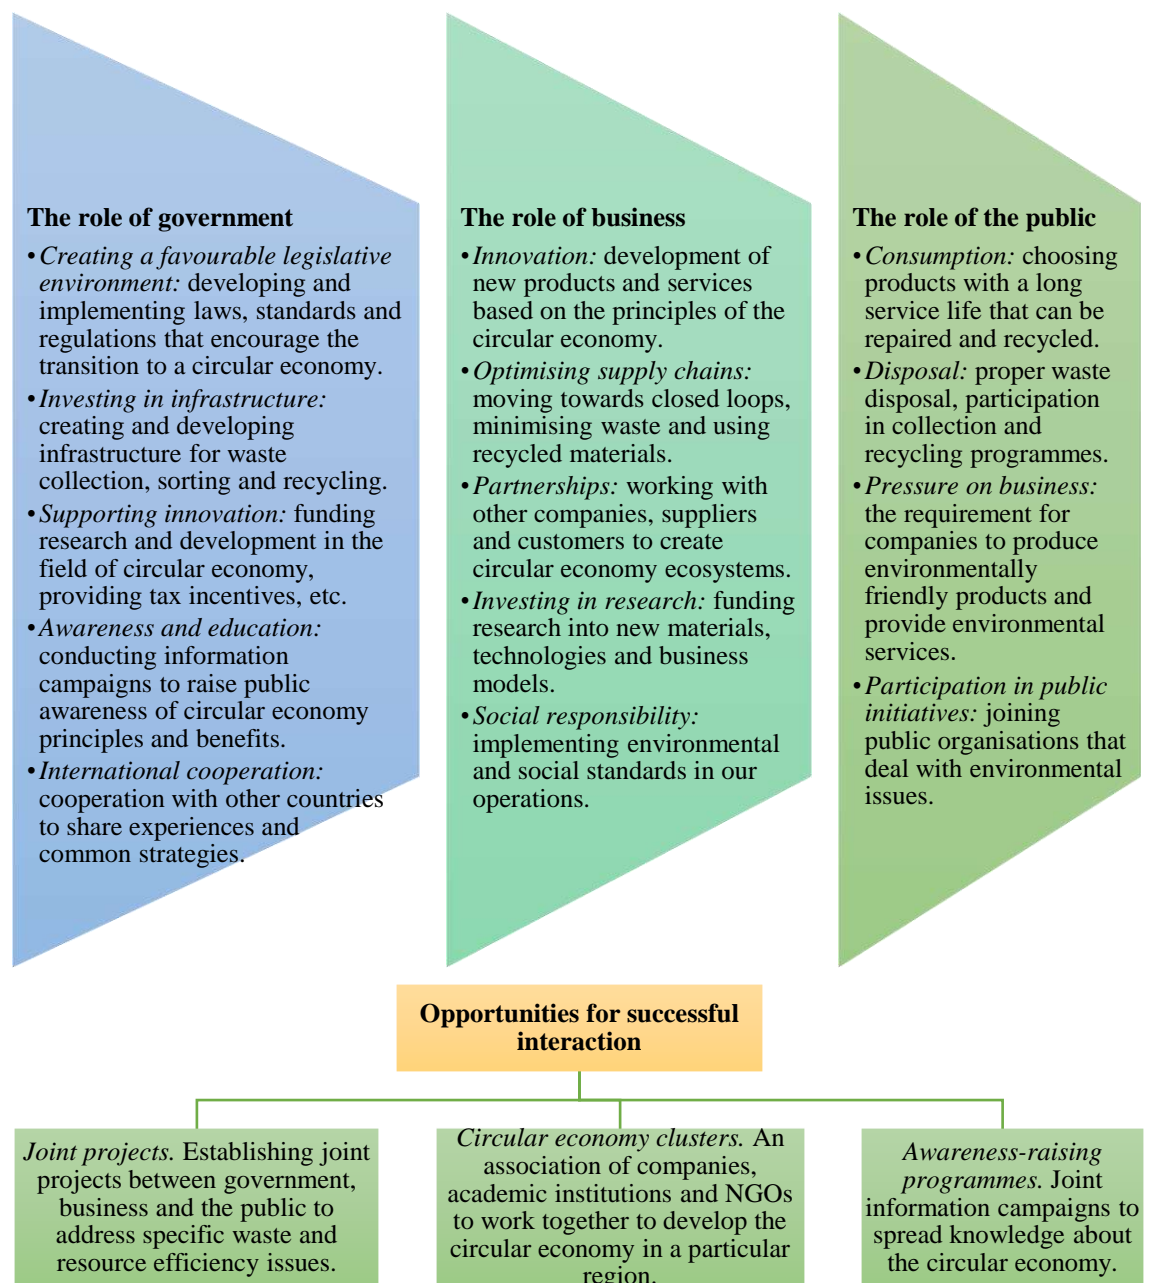 The role of government
•Creating a favourable legislative
environment: developing and
implementing laws, standards and
regulations that encourage the
transition to a circular economy.
•Investing in infrastructure:
creating and developing
infrastructure for waste
collection, sorting and recycling.
•Supporting innovation: funding
research and development in the
field of circular economy,
providing tax incentives, etc.
•Awareness and education:
conducting information
campaigns to raise public
awareness of circular economy
principles and benefits.
•International cooperation:
cooperation with other countries
to share experiences and
common strategies.
The role of business
•Innovation: development of
new products and services
based on the principles of the
circular economy.
•Optimising supply chains:
moving towards closed loops,
minimising waste and using
recycled materials.
•Partnerships: working with
other companies, suppliers
and customers to create
circular economy ecosystems.
•Investing in research: funding
research into new materials,
technologies and business
models.
•Social responsibility:
implementing environmental
and social standards in our
operations.
The role of the public
•Consumption: choosing
products with a long
service life that can be
repaired and recycled.
•Disposal: proper waste
disposal, participation
in collection and
recycling programmes.
•Pressure on business:
the requirement for
companies to produce
environmentally
friendly products and
provide environmental
services.
•Participation in public
initiatives: joining
public organisations that
deal with environmental
issues.
Opportunities for successful
interaction
Joint projects. Establishing joint
projects between government,
business and the public to
address specific waste and
resource efficiency issues.
Circular economy clusters. An
association of companies,
academic institutions and NGOs
to work together to develop the
circular economy in a particular
region.
Awareness-raising
programmes. Joint
information campaigns to
spread knowledge about
the circular economy.